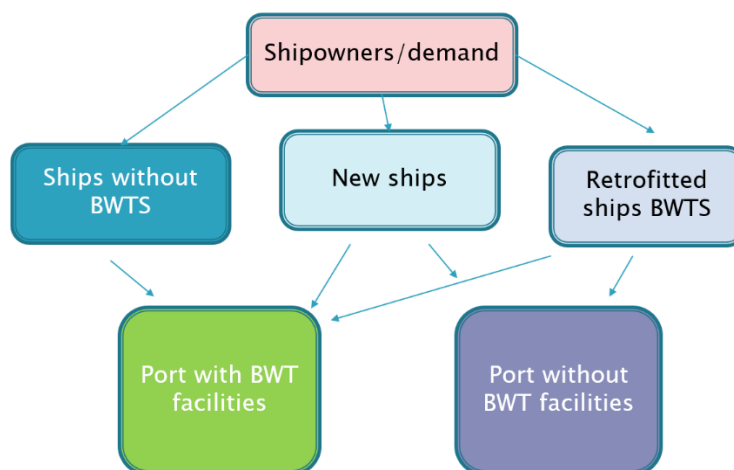 Shipowners/demand
Ships without
BWTS
New ships
Retrofitted
ships BWTS
Port with BWT
facilities
Port without
BWT facilities